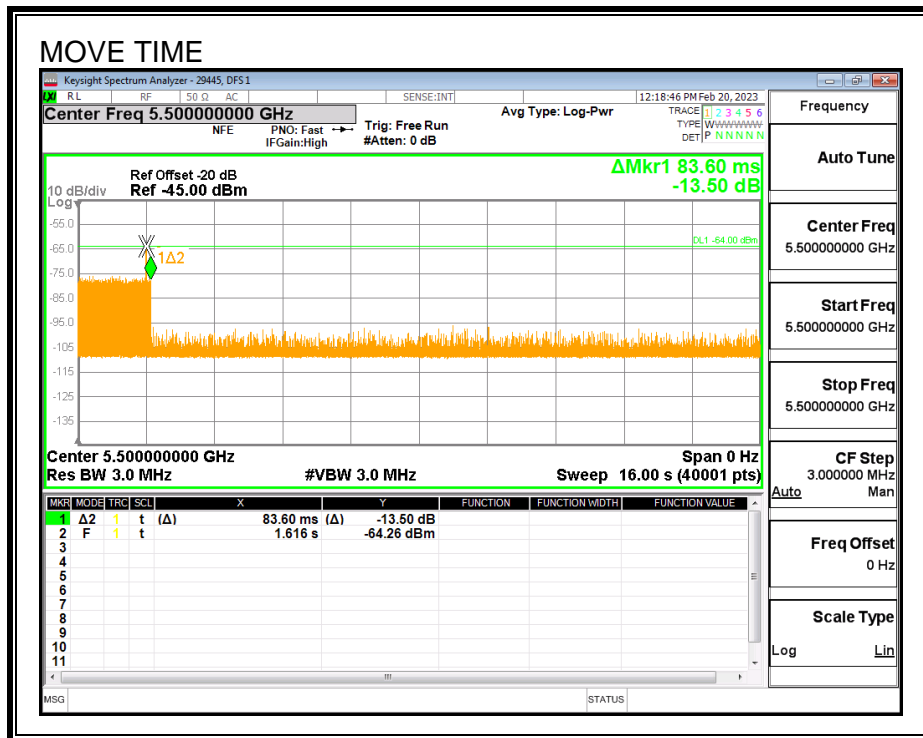 MOVE TIME
Keysight Spectrum Analyzer - 29445, DFS 1
LXI RL RF 50 Ω AC SENSE:INT 12:18:46 PM Feb 20, 2023
Center Freq 5.500000000 GHz Avg Type: Log-Pwr TRACE 1 2 3 4 5 6
NFE PNO: Fast Trig: Free Run TYPE WWWWWW
IFGain:High #Atten: 0 dB DET P N N N N N
ΔMkr1 83.60 ms
Ref Offset -20 dB -13.50 dB
10 dB/div Ref -45.00 dBm
Log
-55.0
DL1 -64.00 dBm
-65.0
1Δ2
-75.0
-85.0
-95.0
-105
-115
-125
-135
Center 5.500000000 GHz Span 0 Hz
Res BW 3.0 MHz #VBW 3.0 MHz Sweep 16.00 s (40001 pts)
MKR MODE TRC SCL X Y FUNCTION FUNCTION WIDTH FUNCTION VALUE
1 Δ2 1 t (Δ) 83.60 ms (Δ) -13.50 dB
2 F 1 t 1.616 s -64.26 dBm
3
4
5
6
7
8
9
10
11
MSG STATUS
Frequency
Auto Tune
Center Freq
5.500000000 GHz
Start Freq
5.500000000 GHz
Stop Freq
5.500000000 GHz
CF Step
3.000000 MHz
Auto Man
Freq Offset
0 Hz
Scale Type
Log Lin